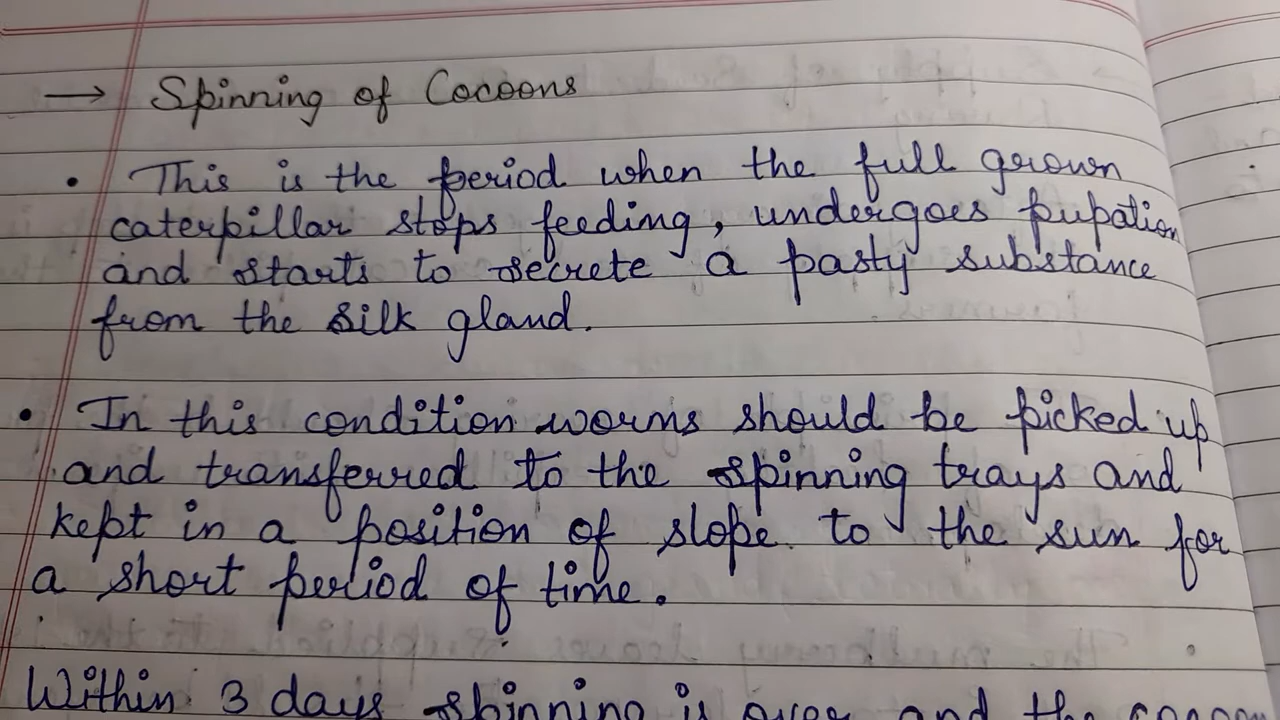 → Spinning of Cocoons
• This is the period when the full grown
caterpillar stops feeding, undergoes pupation
and starts to secrete a pasty substance
from the silk gland.
• In this condition worms should be picked up
and transferred to the spinning trays and
kept in a position of slope to the sun for
a short period of time.
Within 3 days spinning is over and the cocoon